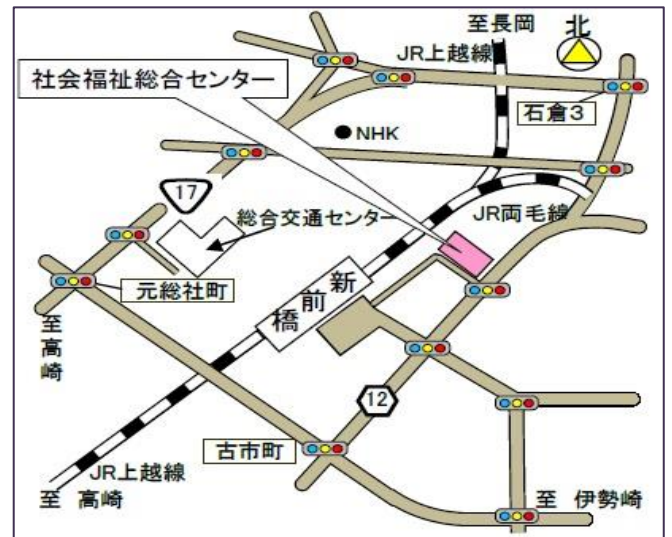 至長岡
北
JR上越線
社会福祉総合センター
石倉3
NHK
17
JR両毛線
総合交通センター
元総社町
新前橋
至高崎
12
古市町
JR上越線
至 高崎
至 伊勢崎